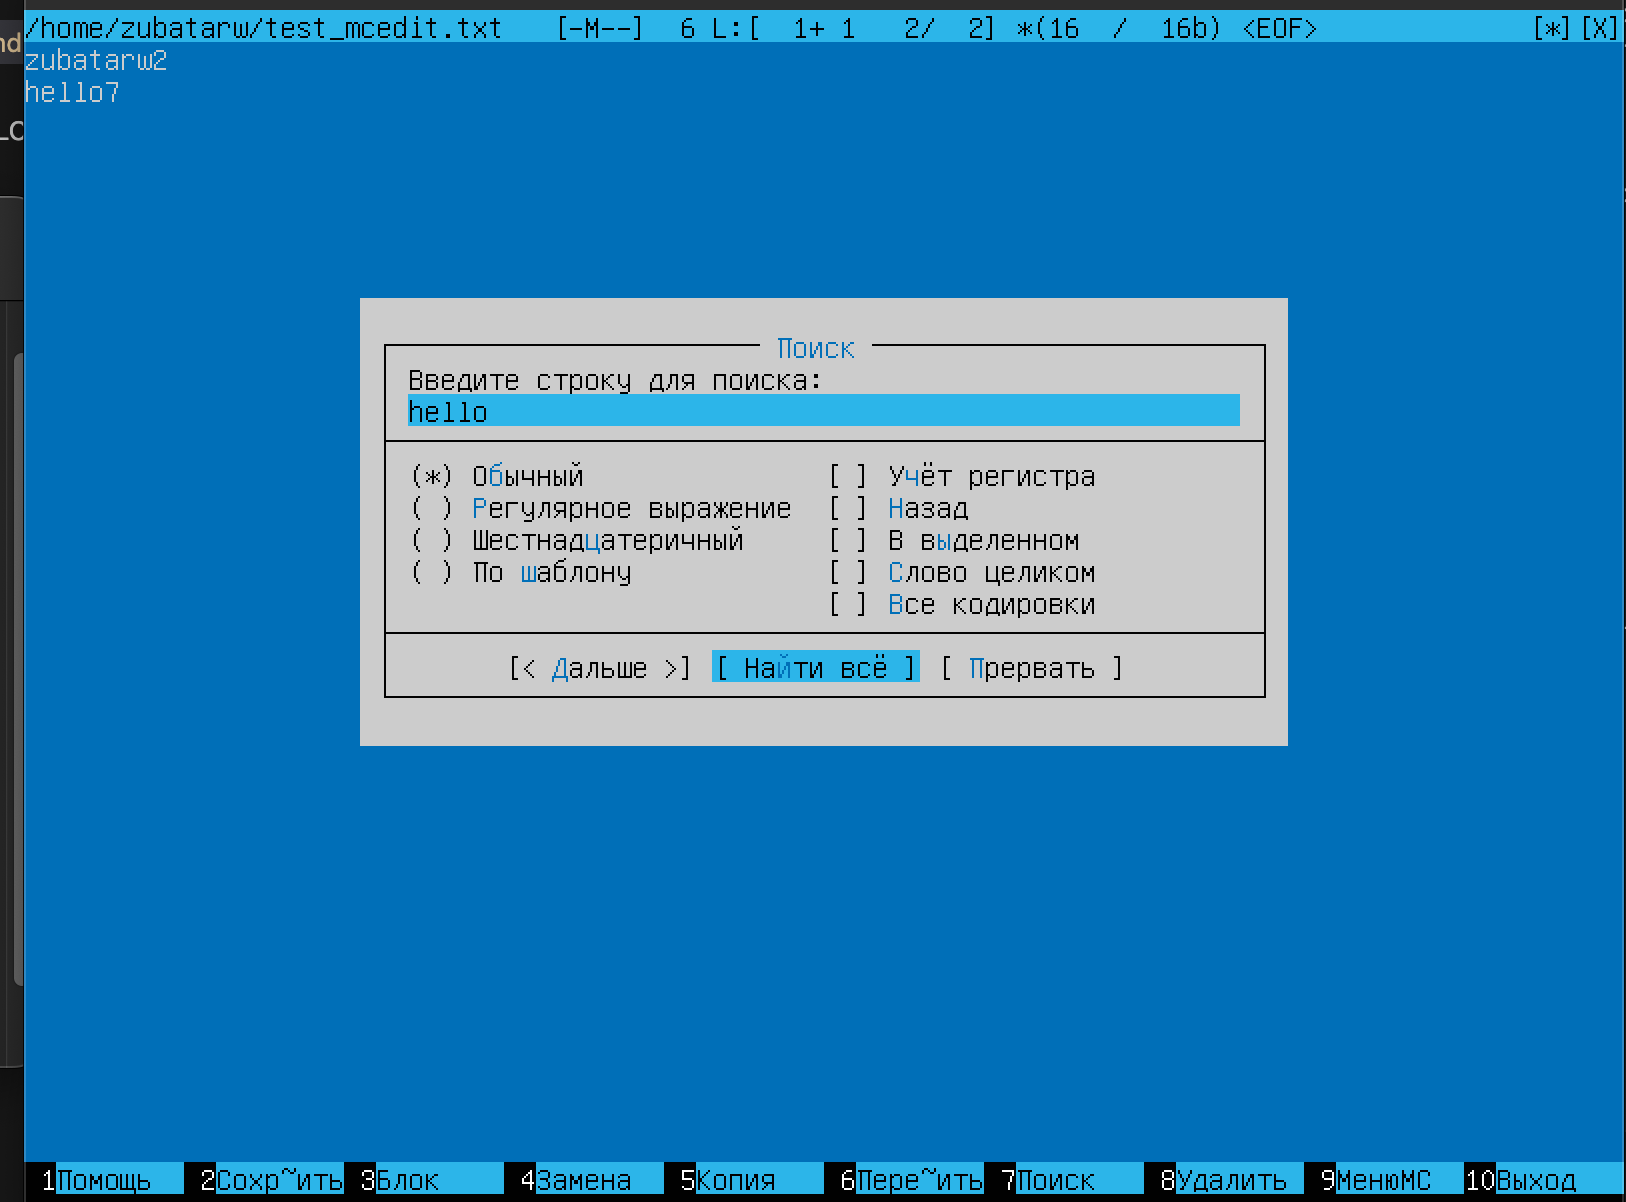 /home/zubatarw/test_mcedit.txt [-M--] 6 L:[ 1+ 1 2/ 2] *(16 / 16b) <EOF> [*][X]
zubatarw2
hello7
Поиск
Введите строку для поиска:
hello
(*) Обычный [ ] Учёт регистра
( ) Регулярное выражение [ ] Назад
( ) Шестнадцатеричный [ ] В выделенном
( ) По шаблону [ ] Слово целиком
[ ] Все кодировки
[< Дальше >] [ Найти всё ] [ Прервать ]
1Помощь 2Сохр~ить 3Блок 4Замена 5Копия 6Пере~ить 7Поиск 8Удалить 9МенюМС 10Выход